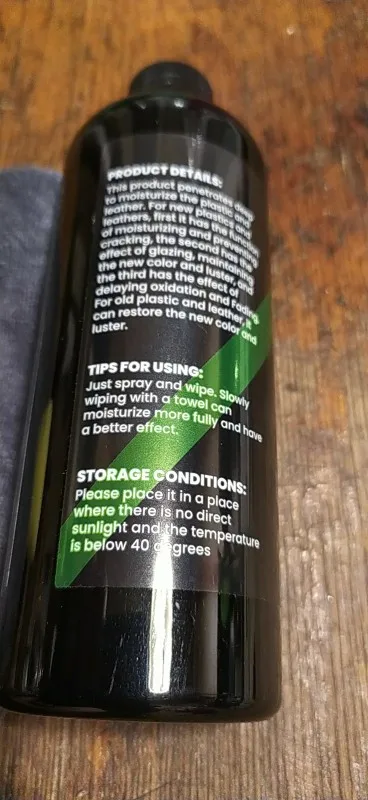 PRODUCT DETAILS:
This product penetrates deep
to moisturize the plastic and
leather. For new plastic and
leathers, first it has the function
of moisturizing and preventing
cracking, the second has the
effect of glazing, maintaining
the new color and luster, and
the third has the effect of
delaying oxidation and Fading.
For old plastic and leather, it
can restore the new color and
luster.
TIPS FOR USING:
Just spray and wipe. Slowly
wiping with a towel can
moisturize more fully and have
a better effect.
STORAGE CONDITIONS:
Please place it in a place
where there is no direct
sunlight and the temperature
is below 40 degrees